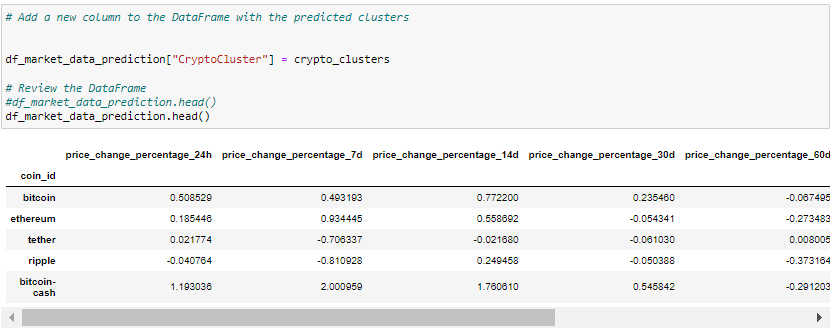 # Add a new column to the DataFrame with the predicted clusters
df_market_data_prediction["CryptoCluster"] = crypto_clusters
# Review the DataFrame
#df_market_data_prediction.head()
df_market_data_prediction.head()
price_change_percentage_24h price_change_percentage_7d price_change_percentage_14d price_change_percentage_30d price_change_percentage_60d
coin_id
bitcoin 0.508529 0.493193 0.772200 0.235460 -0.067495
ethereum 0.185446 0.934445 0.558692 -0.054341 -0.273483
tether 0.021774 -0.706337 -0.021680 -0.061030 0.008005
ripple -0.040764 -0.810928 0.249458 -0.050388 -0.373164
bitcoin-
cash 1.193036 2.000959 1.760610 0.545842 -0.291203